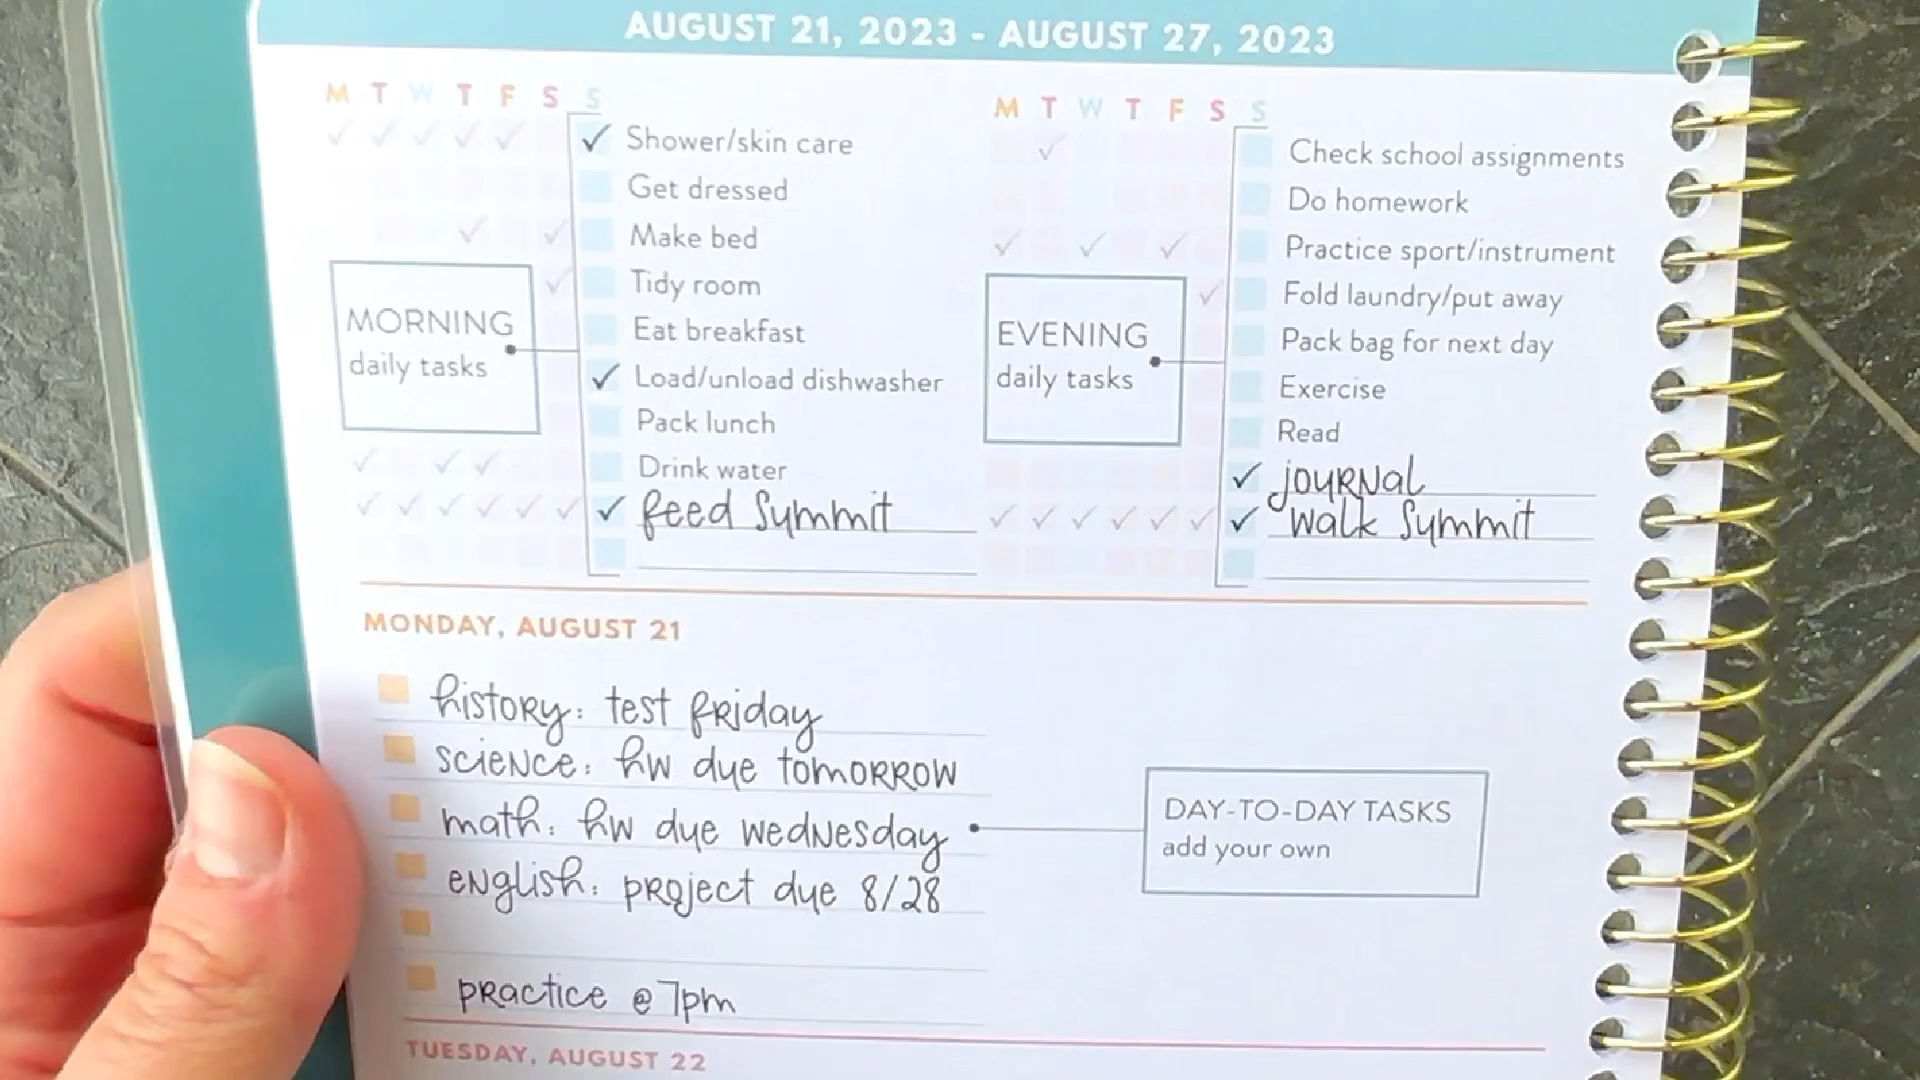 AUGUST 21, 2023 - AUGUST 27, 2023
M T W T F S S
Shower/skin care
Get dressed
Make bed
Tidy room
Eat breakfast
Load/unload dishwasher
Pack lunch
Drink water
feed Summit
MORNING
daily tasks
M T W T F S S
Check school assignments
Do homework
Practice sport/instrument
Fold laundry/put away
Pack bag for next day
Exercise
Read
journal
walk Summit
EVENING
daily tasks
MONDAY, AUGUST 21
history: test friday
science: hw due tomorrow
math: hw due wednesday
english: project due 8/28
practice @ 7pm
DAY-TO-DAY TASKS
add your own
TUESDAY, AUGUST 22